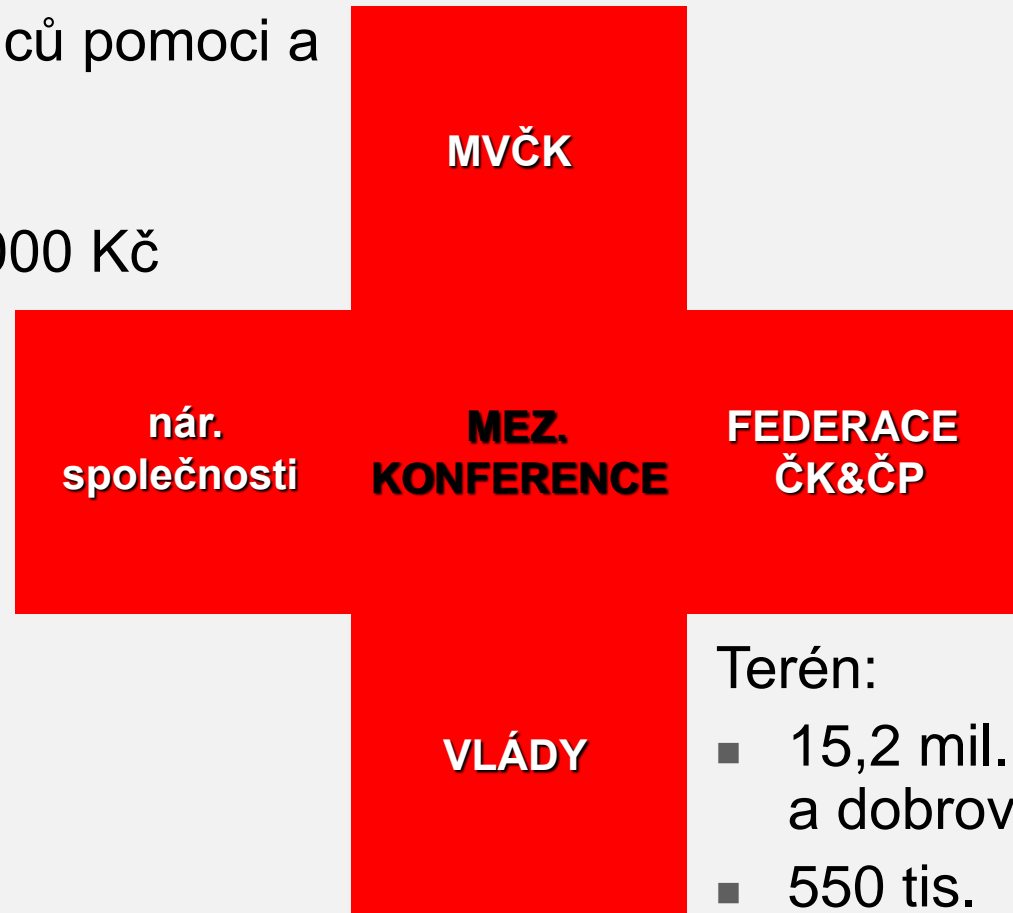 ců pomoci a
MVČK
000 Kč
nár.
společnosti
MEZ.
KONFERENCE
FEDERACE
ČK&ČP
VLÁDY
Terén:
▪ 15,2 mil.
a dobrov
▪ 550 tis.